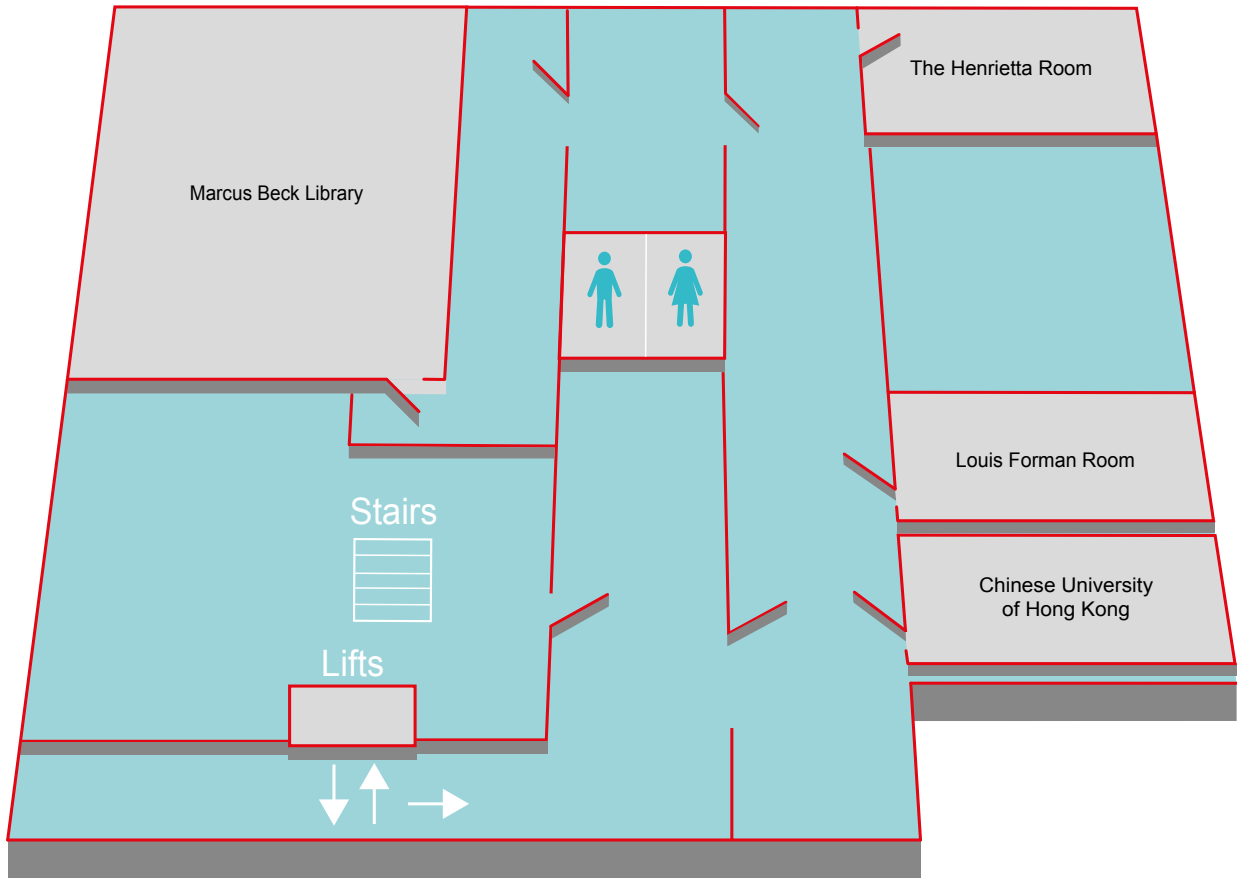 The Henrietta Room
Marcus Beck Library
Louis Forman Room
Stairs
Chinese University
of Hong Kong
Lifts